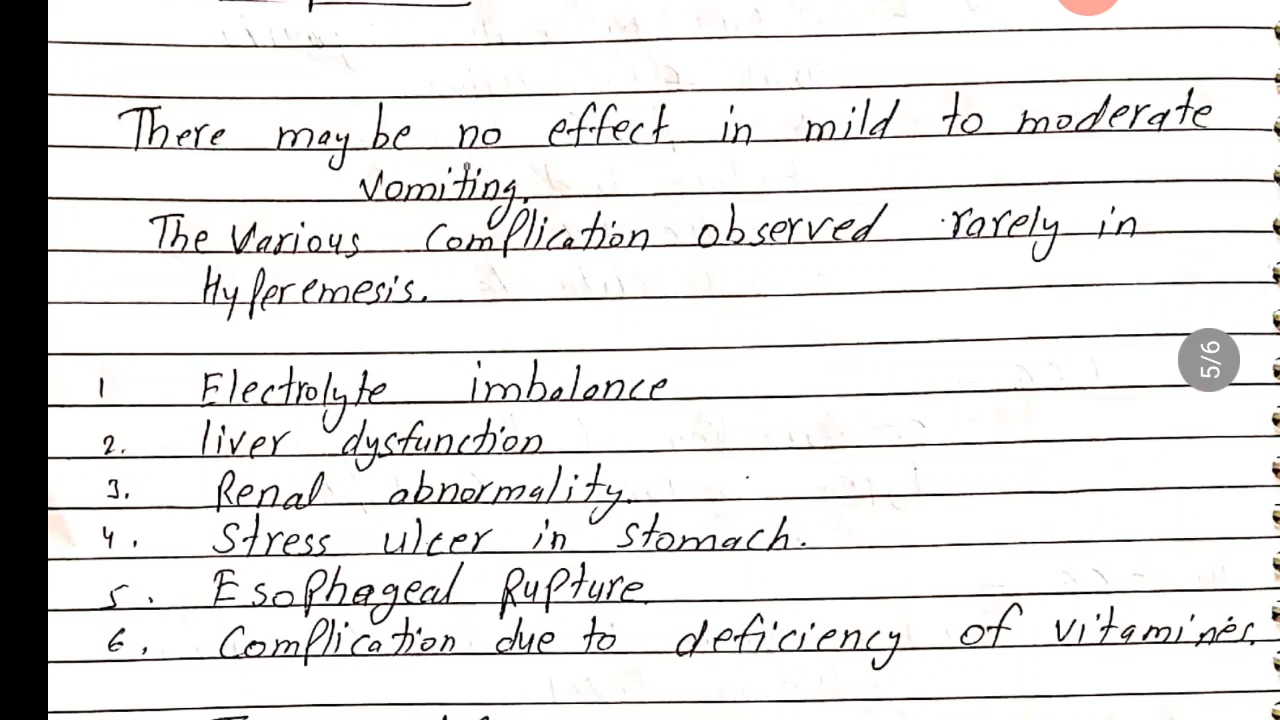 There may be no effect in mild to moderate
vomiting.
The various complication observed rarely in
Hyperemesis.
1 Electrolyte imbalance
2. liver dysfunction
3. Renal abnormality.
4. Stress ulcer in stomach.
5. Esophageal Rupture
6. Complication due to deficiency of vitamines.
5/6